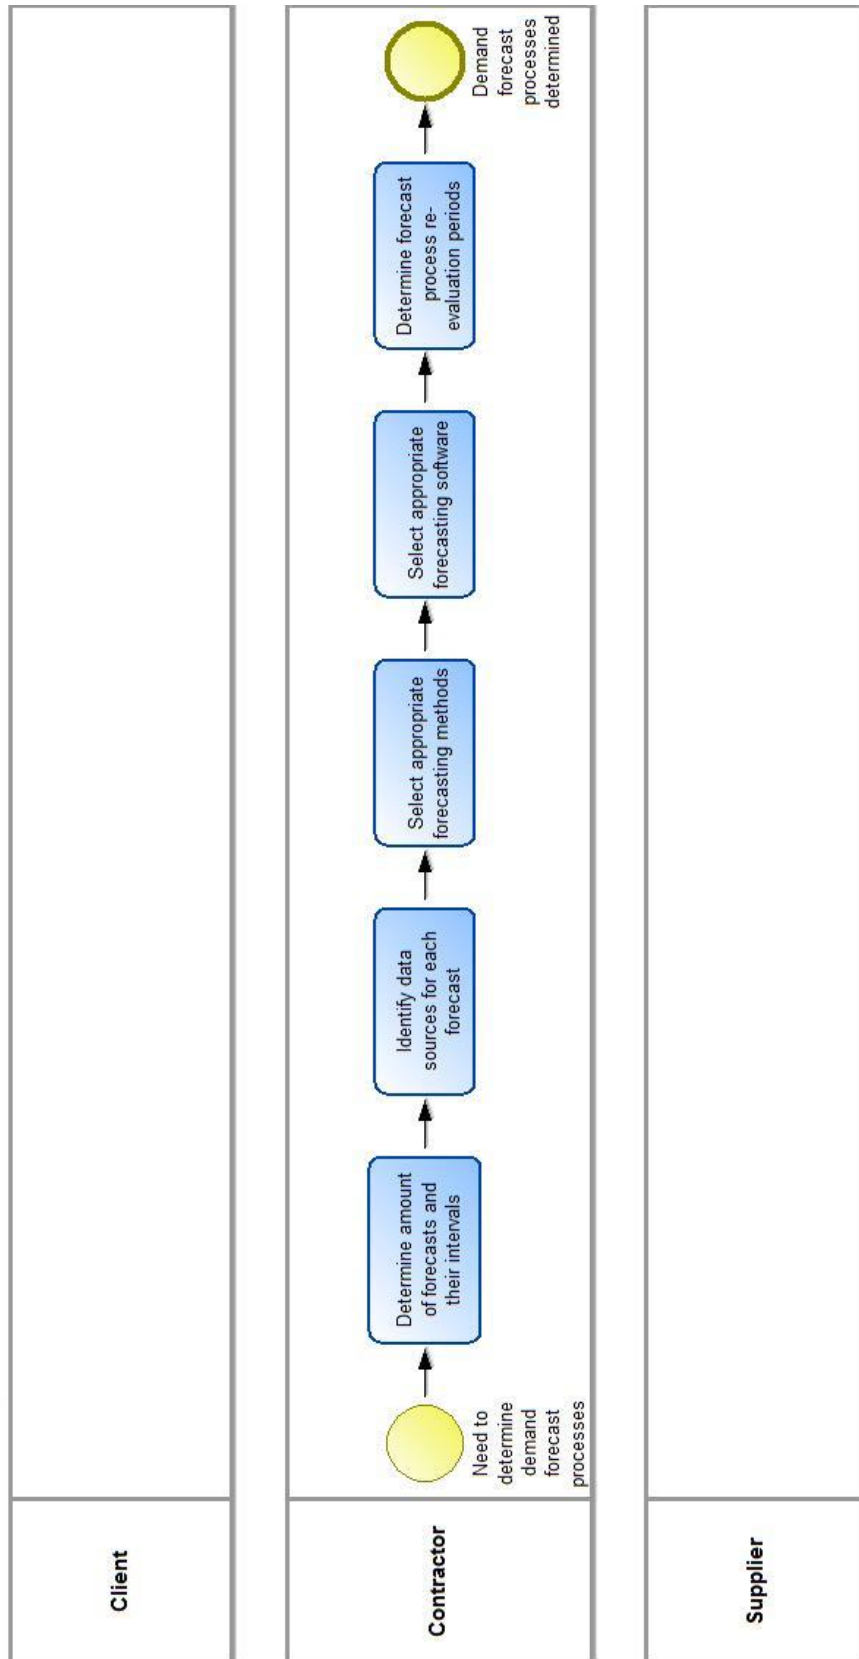 Client
Contractor
Need to
determine
demand
forecast
processes
Determine amount
of forecasts and
their intervals
Identify data
sources for each
forecast
Select appropriate
forecasting methods
Select appropriate
forecasting software
Determine forecast
process re-
evaluation periods
Demand
forecast
processes
determined
Supplier